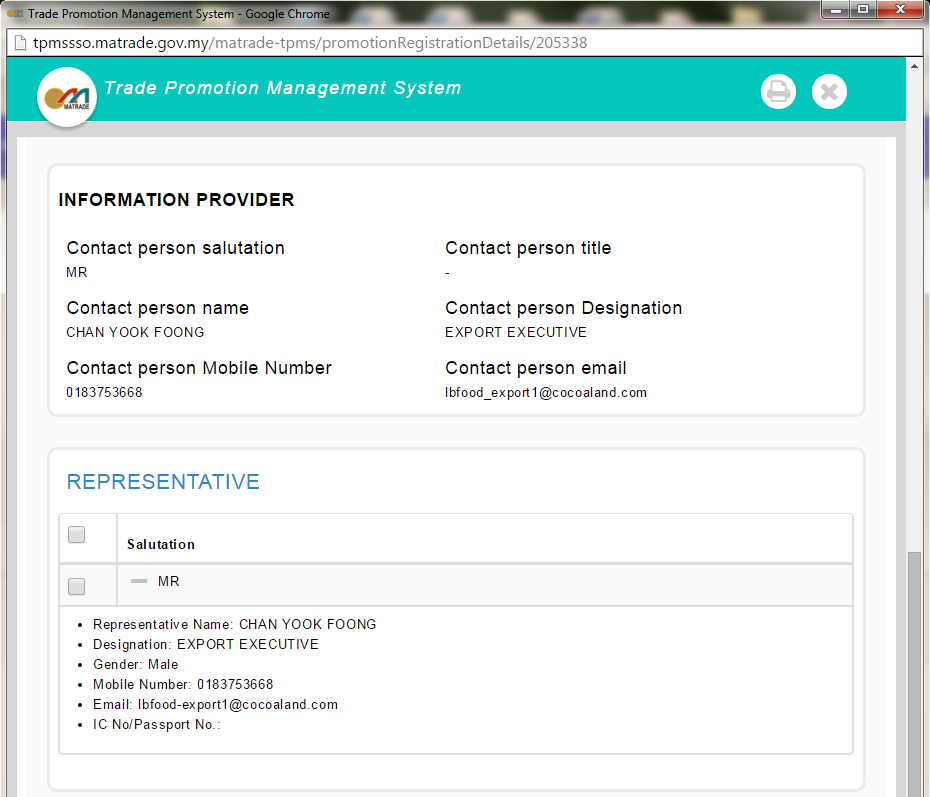 Trade Promotion Management System - Google Chrome
tpmssso.matrade.gov.my/matrade-tpms/promotionRegistrationDetails/205338
MATRADE
Trade Promotion Management System
INFORMATION PROVIDER
Contact person salutation
MR
Contact person title
-
Contact person name
CHAN YOOK FOONG
Contact person Designation
EXPORT EXECUTIVE
Contact person Mobile Number
0183753668
Contact person email
lbfood_export1@cocoaland.com
REPRESENTATIVE
Salutation
MR
• Representative Name: CHAN YOOK FOONG
• Designation: EXPORT EXECUTIVE
• Gender: Male
• Mobile Number: 0183753668
• Email: lbfood-export1@cocoaland.com
• IC No/Passport No.: